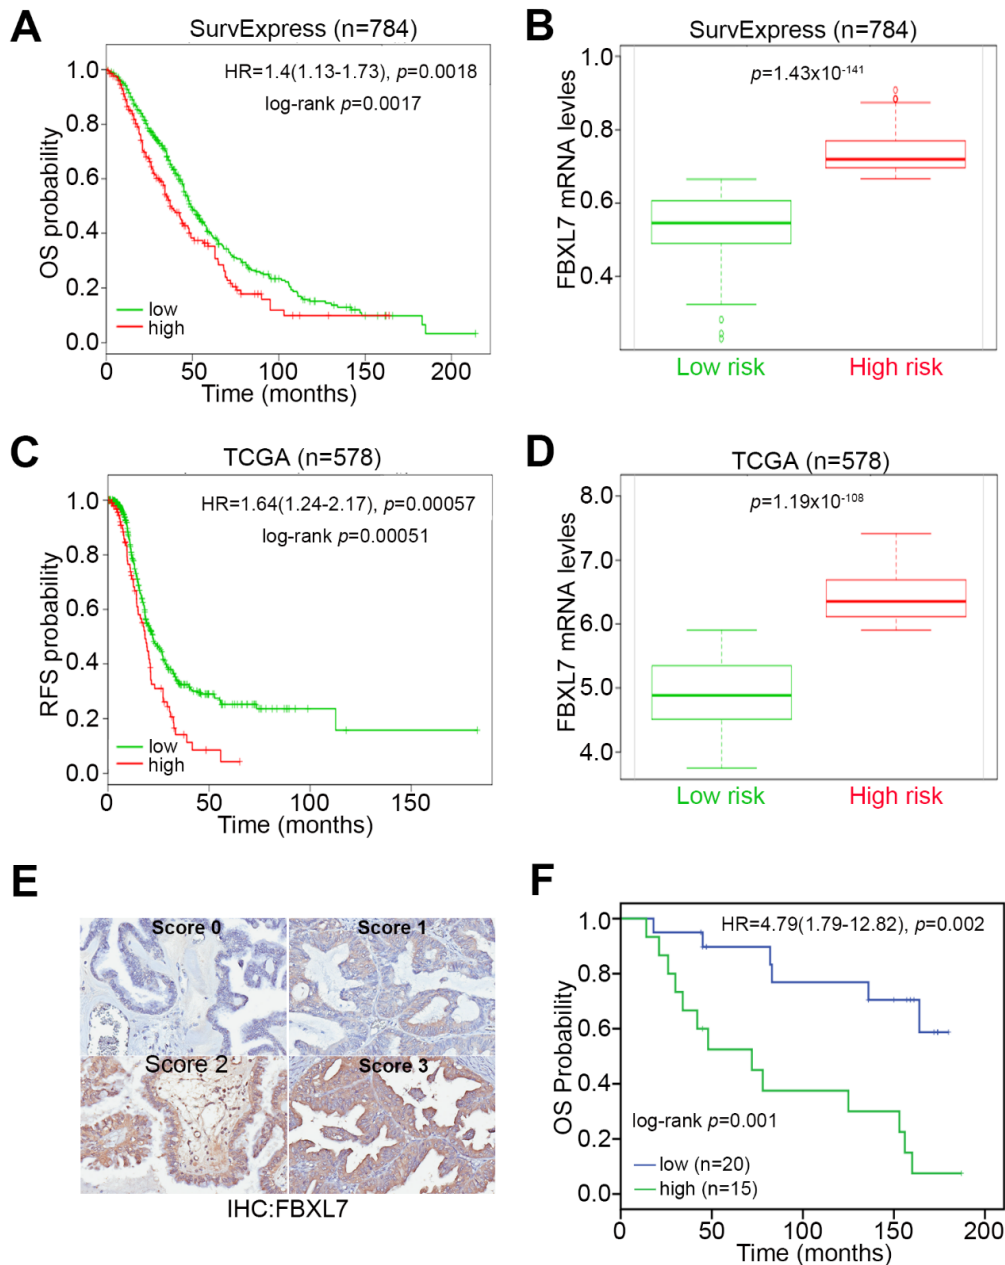 A
SurvExpress (n=784)
HR=1.4(1.13-1.73), p=0.0018
log-rank p=0.0017
OS probability
1.0
0.8
0.6
0.4
0.2
0.0
low
high
0 50 100 150 200
Time (months)
B
SurvExpress (n=784)
p=1.43x10⁻¹⁴¹
FBXL7 mRNA levles
1.0
0.8
0.6
0.4
Low risk High risk
C
TCGA (n=578)
HR=1.64(1.24-2.17), p=0.00057
log-rank p=0.00051
RFS probability
1.0
0.8
0.6
0.4
0.2
0.0
low
high
0 50 100 150
Time (months)
D
TCGA (n=578)
p=1.19x10⁻¹⁰⁸
FBXL7 mRNA levles
8.0
7.0
6.0
5.0
4.0
Low risk High risk
E
Score 0 Score 1
Score 2 Score 3
IHC:FBXL7
F
HR=4.79(1.79-12.82), p=0.002
OS Probability
1.0
0.8
0.6
0.4
0.2
0.0
log-rank p=0.001
low (n=20)
high (n=15)
0 50 100 150 200
Time (months)